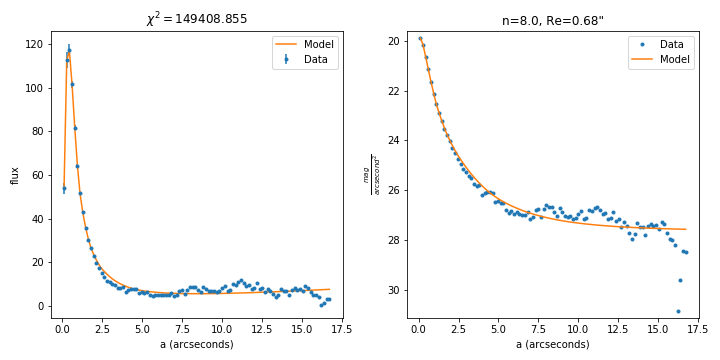 χ² = 149408.855
120
100
80
60
40
20
0
flux
0.0 2.5 5.0 7.5 10.0 12.5 15.0 17.5
a (arcseconds)
Model
Data
n=8.0, Re=0.68"
20
22
24
26
28
30
mag
arcsecond²
0.0 2.5 5.0 7.5 10.0 12.5 15.0 17.5
a (arcseconds)
Data
Model